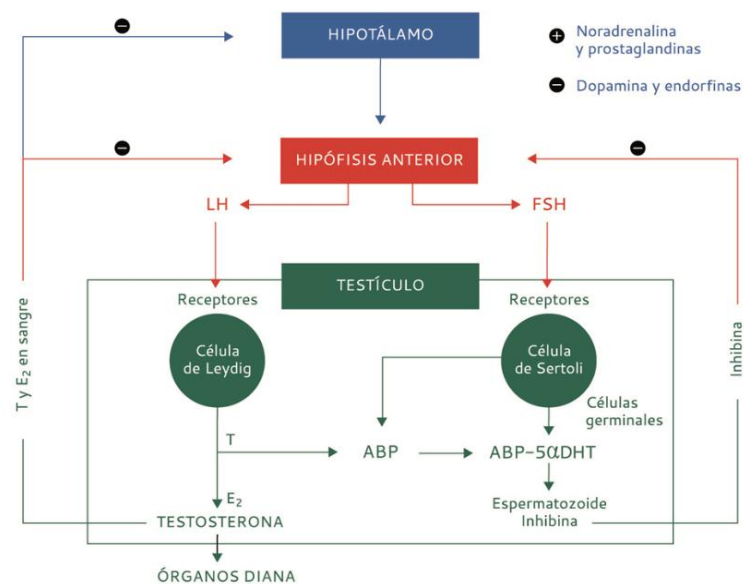 HIPOTÁLAMO
+ Noradrenalina
y prostaglandinas
− Dopamina y endorfinas
−
−
−
HIPÓFISIS ANTERIOR
LH
FSH
TESTÍCULO
Receptores
Receptores
Célula
de Leydig
Célula
de Sertoli
T y E₂ en sangre
Inhibina
Células
germinales
T
ABP
ABP-5αDHT
E₂
TESTOSTERONA
Espermatozoide
Inhibina
ÓRGANOS DIANA